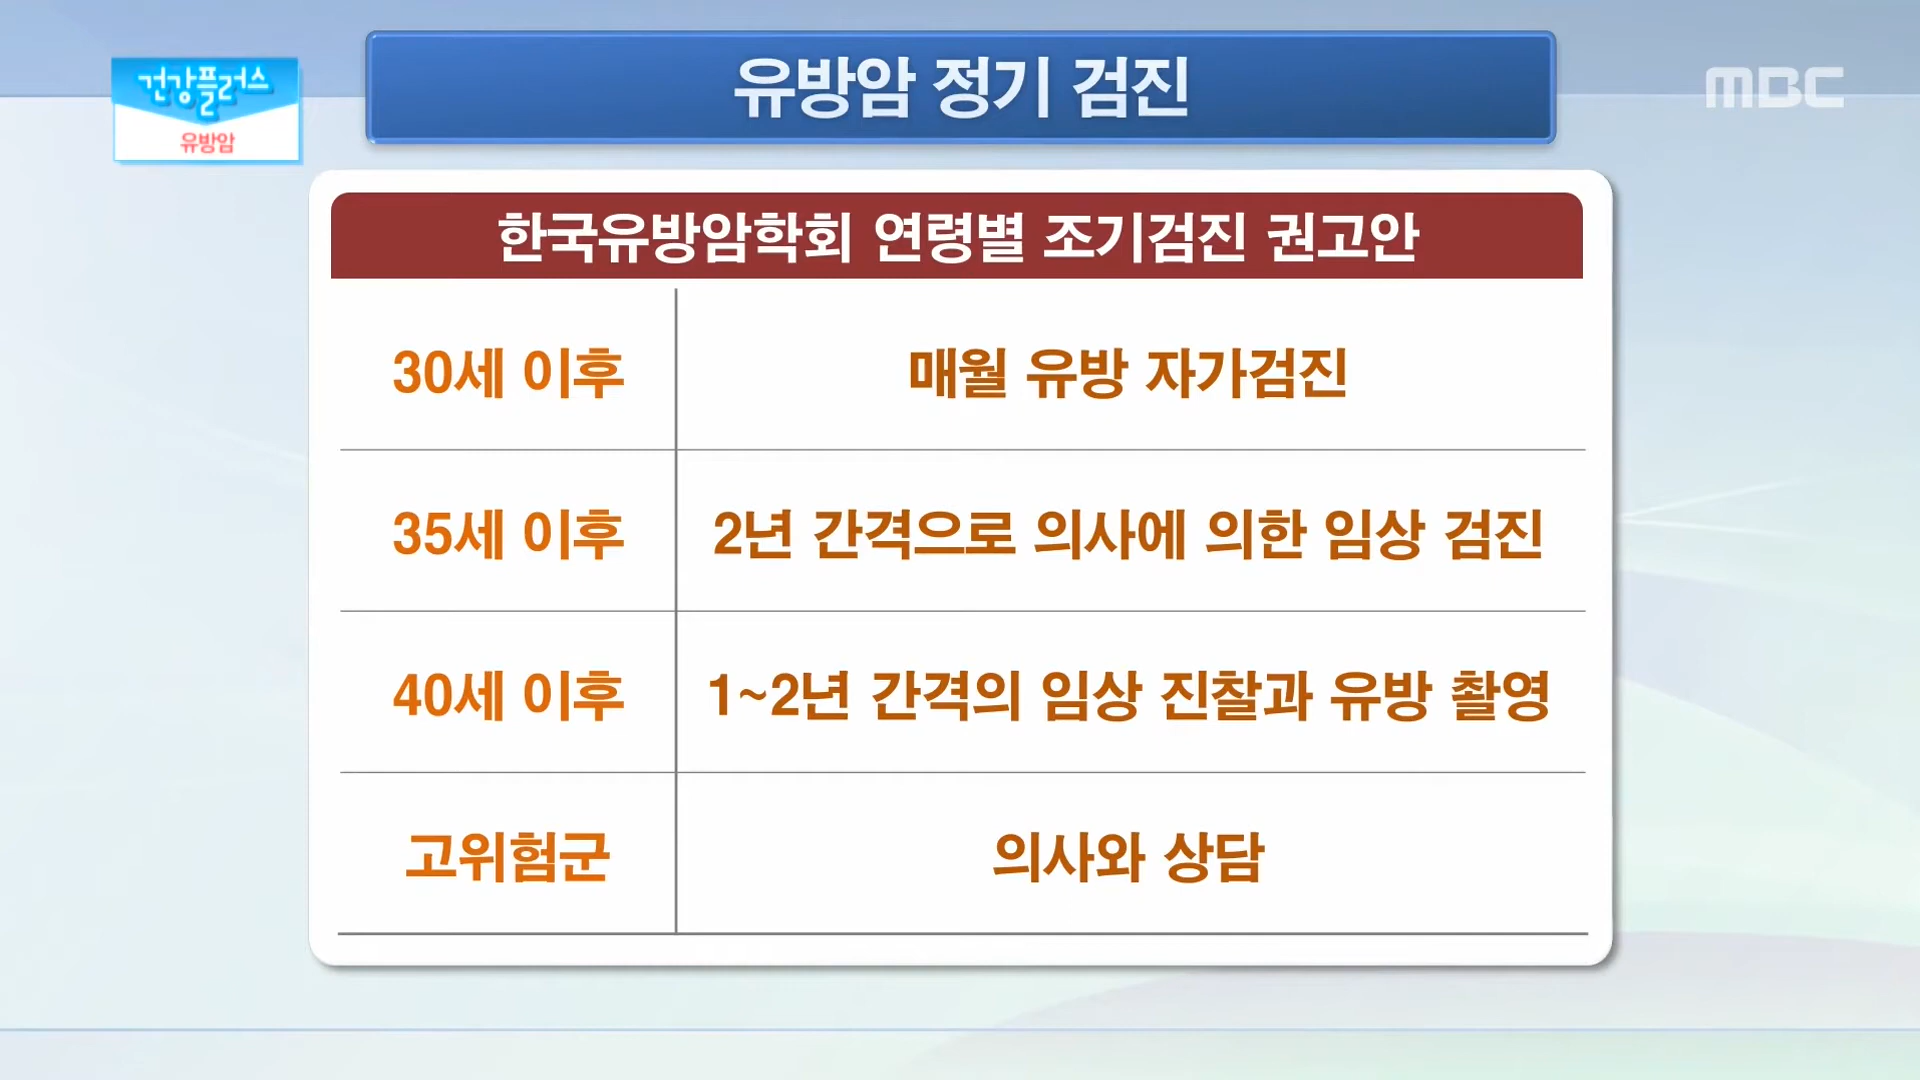 건강플러스
유방암
유방암 정기 검진
MBC
한국유방암학회 연령별 조기검진 권고안
30세 이후 매월 유방 자가검진
35세 이후 2년 간격으로 의사에 의한 임상 검진
40세 이후 1~2년 간격의 임상 진찰과 유방 촬영
고위험군 의사와 상담